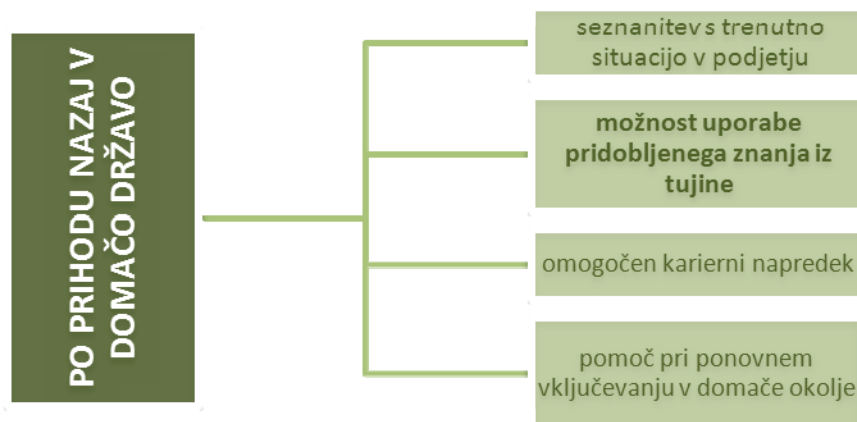 PO PRIHODU NAZAJ V
DOMAČO DRŽAVO
seznanitev s trenutno
situacijo v podjetju
možnost uporabe
pridobljenega znanja iz
tujine
omogočen karierni napredek
pomoč pri ponovnem
vključevanju v domače okolje